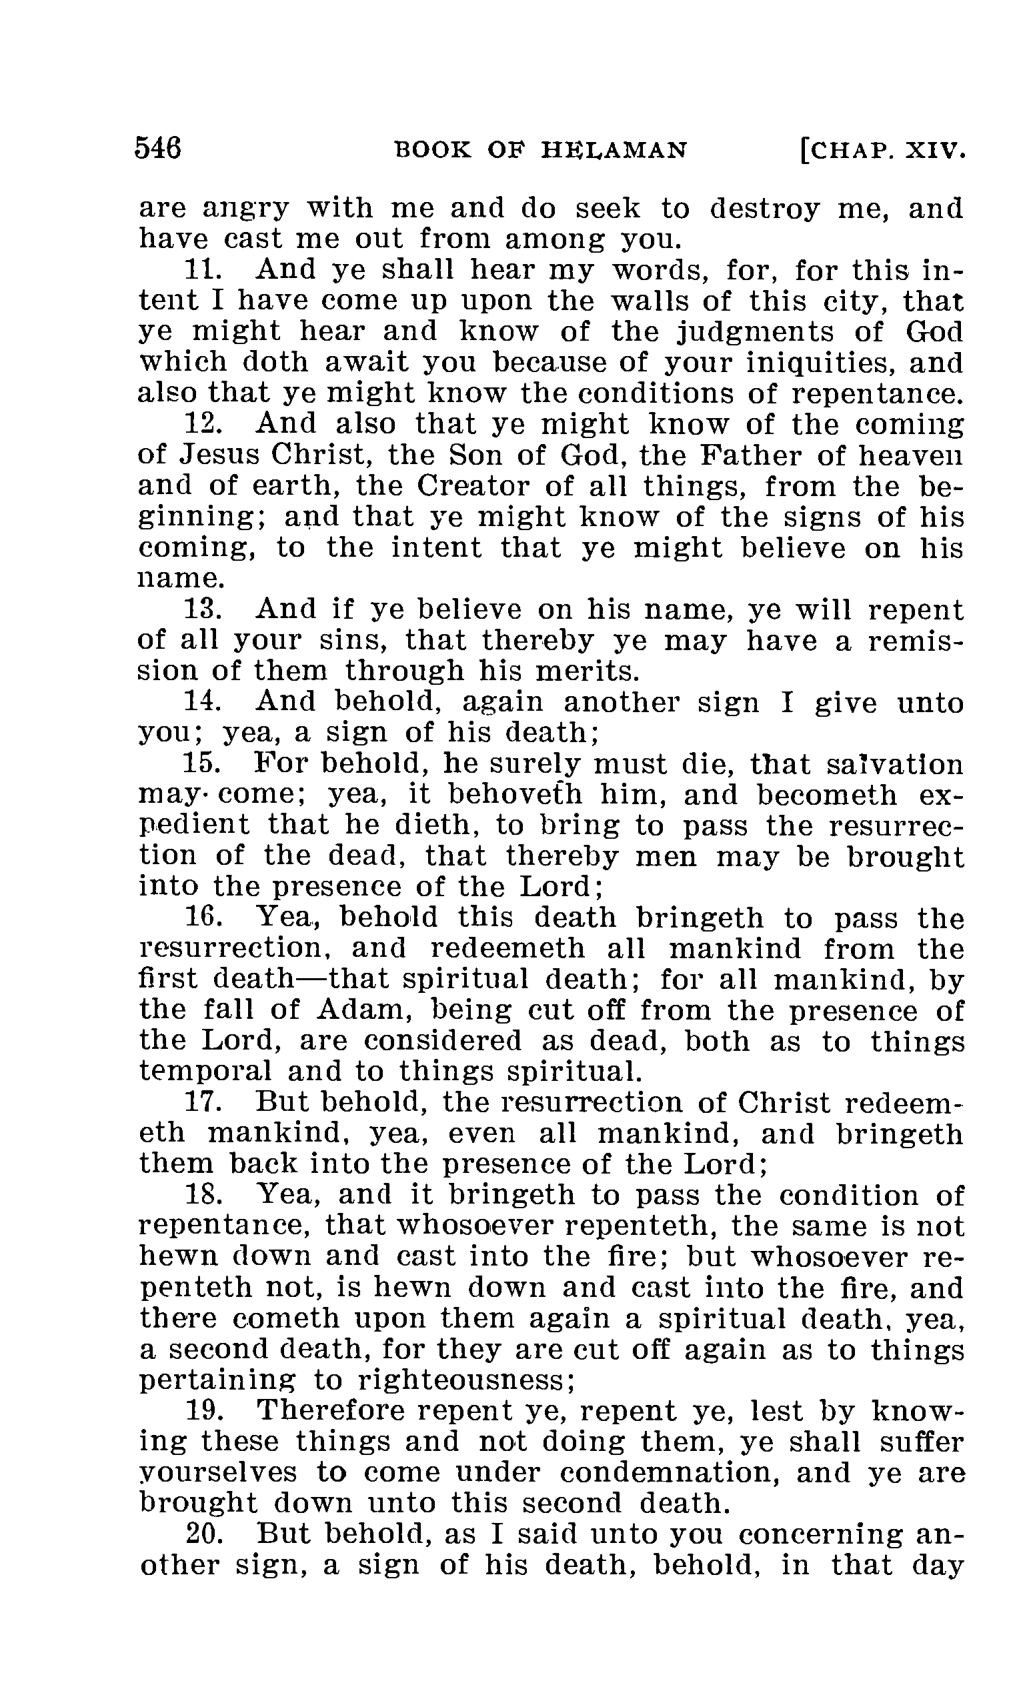 546 BOOK OF HELAMAN [CHAP. XIV.
are angry with me and do seek to destroy me, and
have cast me out from among you.
11. And ye shall hear my words, for, for this in-
tent I have come up upon the walls of this city, that
ye might hear and know of the judgments of God
which doth await you because of your iniquities, and
also that ye might know the conditions of repentance.
12. And also that ye might know of the coming
of Jesus Christ, the Son of God, the Father of heaven
and of earth, the Creator of all things, from the be-
ginning; and that ye might know of the signs of his
coming, to the intent that ye might believe on his
name.
13. And if ye believe on his name, ye will repent
of all your sins, that thereby ye may have a remis-
sion of them through his merits.
14. And behold, again another sign I give unto
you; yea, a sign of his death;
15. For behold, he surely must die, that salvation
may come; yea, it behoveth him, and becometh ex-
pedient that he dieth, to bring to pass the resurrec-
tion of the dead, that thereby men may be brought
into the presence of the Lord;
16. Yea, behold this death bringeth to pass the
resurrection, and redeemeth all mankind from the
first death—that spiritual death; for all mankind, by
the fall of Adam, being cut off from the presence of
the Lord, are considered as dead, both as to things
temporal and to things spiritual.
17. But behold, the resurrection of Christ redeem-
eth mankind, yea, even all mankind, and bringeth
them back into the presence of the Lord;
18. Yea, and it bringeth to pass the condition of
repentance, that whosoever repenteth, the same is not
hewn down and cast into the fire; but whosoever re-
penteth not, is hewn down and cast into the fire, and
there cometh upon them again a spiritual death, yea,
a second death, for they are cut off again as to things
pertaining to righteousness;
19. Therefore repent ye, repent ye, lest by know-
ing these things and not doing them, ye shall suffer
yourselves to come under condemnation, and ye are
brought down unto this second death.
20. But behold, as I said unto you concerning an-
other sign, a sign of his death, behold, in that day